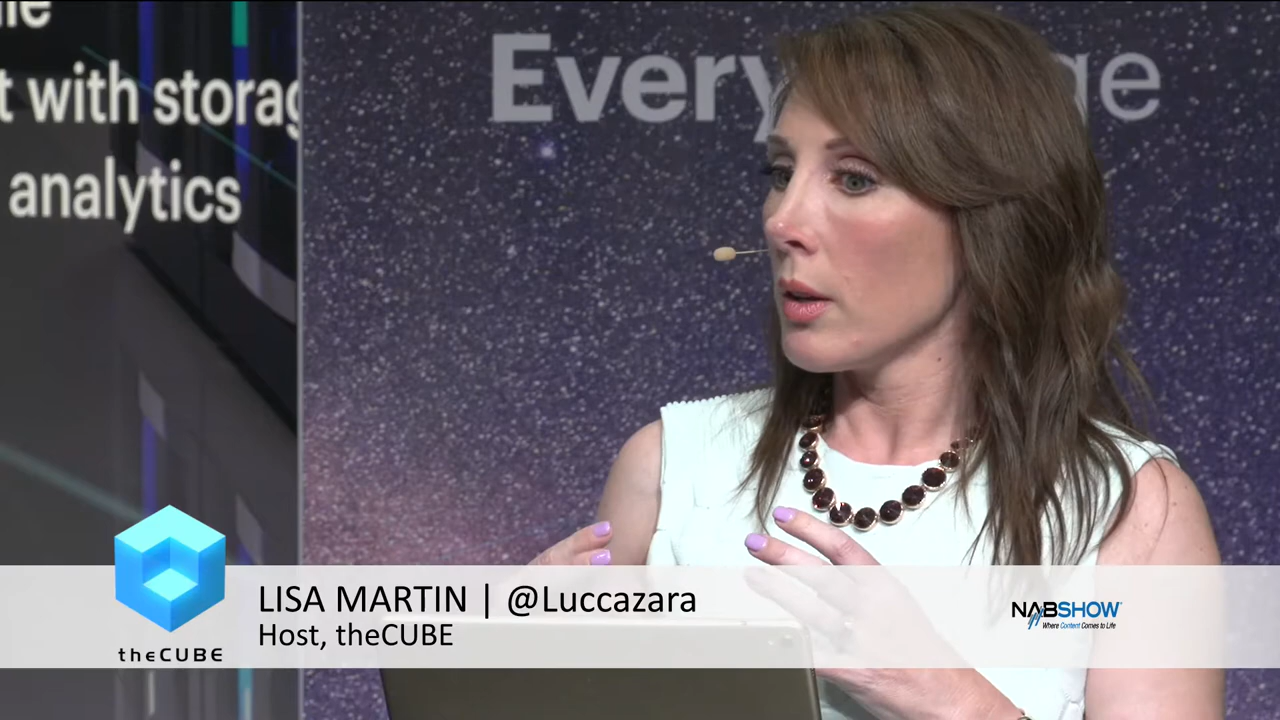 t with storag
analytics
Every
ge
theCUBE
LISA MARTIN | @Luccazara
Host, theCUBE
NABSHOW
Where Content Comes to Life